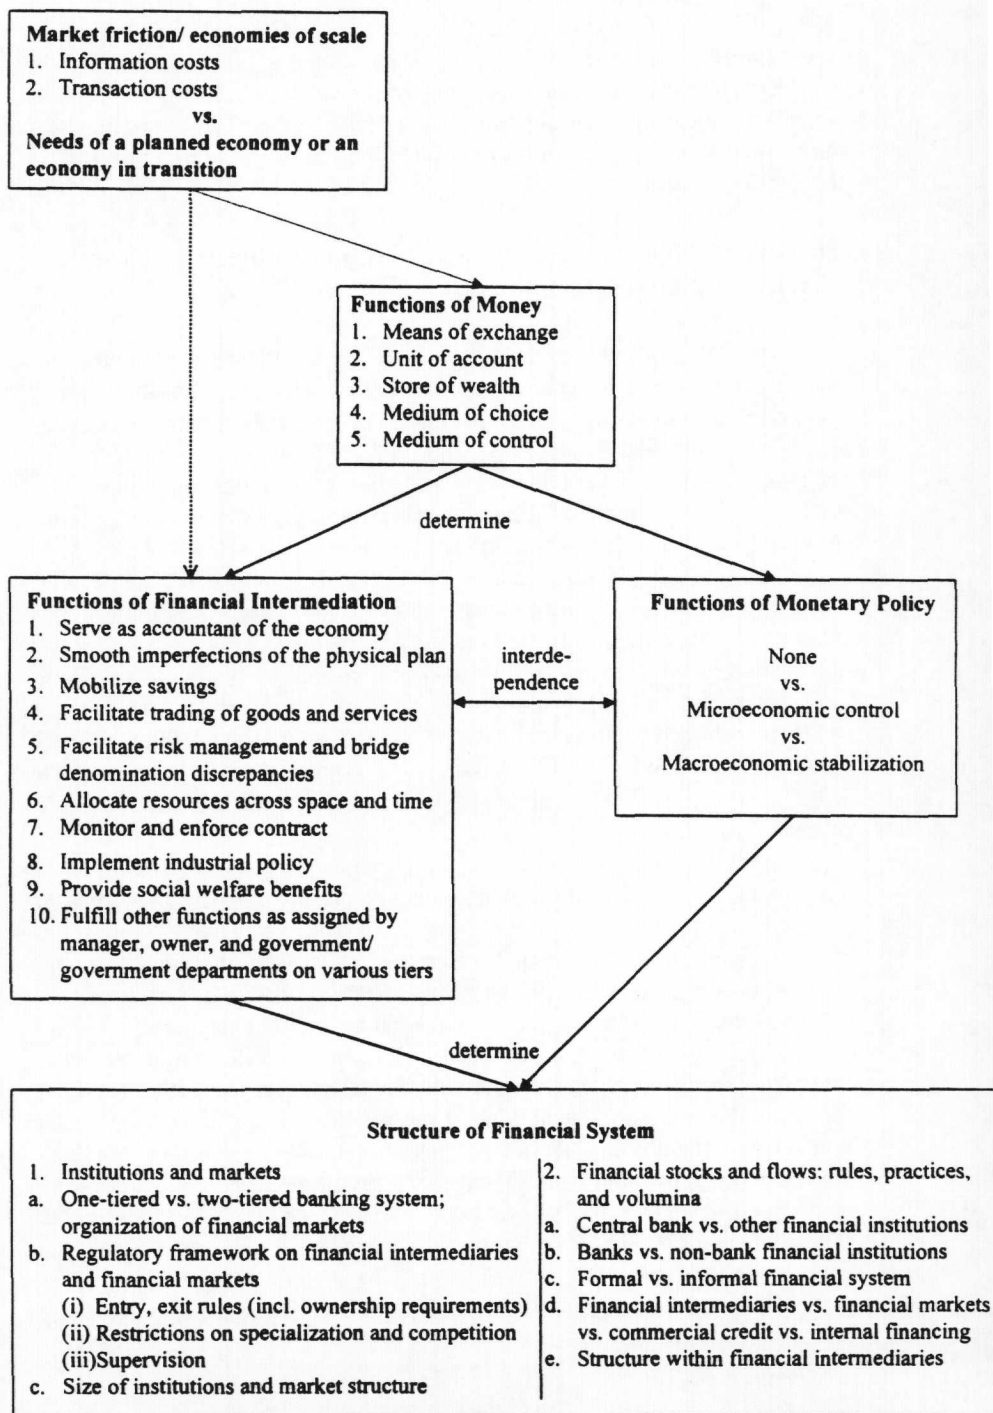 Market friction/ economies of scale
1. Information costs
2. Transaction costs
vs.
Needs of a planned economy or an
economy in transition
Functions of Money
1. Means of exchange
2. Unit of account
3. Store of wealth
4. Medium of choice
5. Medium of control
determine
Functions of Financial Intermediation
1. Serve as accountant of the economy
2. Smooth imperfections of the physical plan
3. Mobilize savings
4. Facilitate trading of goods and services
5. Facilitate risk management and bridge
denomination discrepancies
6. Allocate resources across space and time
7. Monitor and enforce contract
8. Implement industrial policy
9. Provide social welfare benefits
10. Fulfill other functions as assigned by
manager, owner, and government/
government departments on various tiers
interde-
pendence
Functions of Monetary Policy
None
vs.
Microeconomic control
vs.
Macroeconomic stabilization
determine
Structure of Financial System
1. Institutions and markets
a. One-tiered vs. two-tiered banking system;
organization of financial markets
b. Regulatory framework on financial intermediaries
and financial markets
(i) Entry, exit rules (incl. ownership requirements)
(ii) Restrictions on specialization and competition
(iii)Supervision
c. Size of institutions and market structure
2. Financial stocks and flows: rules, practices,
and volumina
a. Central bank vs. other financial institutions
b. Banks vs. non-bank financial institutions
c. Formal vs. informal financial system
d. Financial intermediaries vs. financial markets
vs. commercial credit vs. internal financing
e. Structure within financial intermediaries